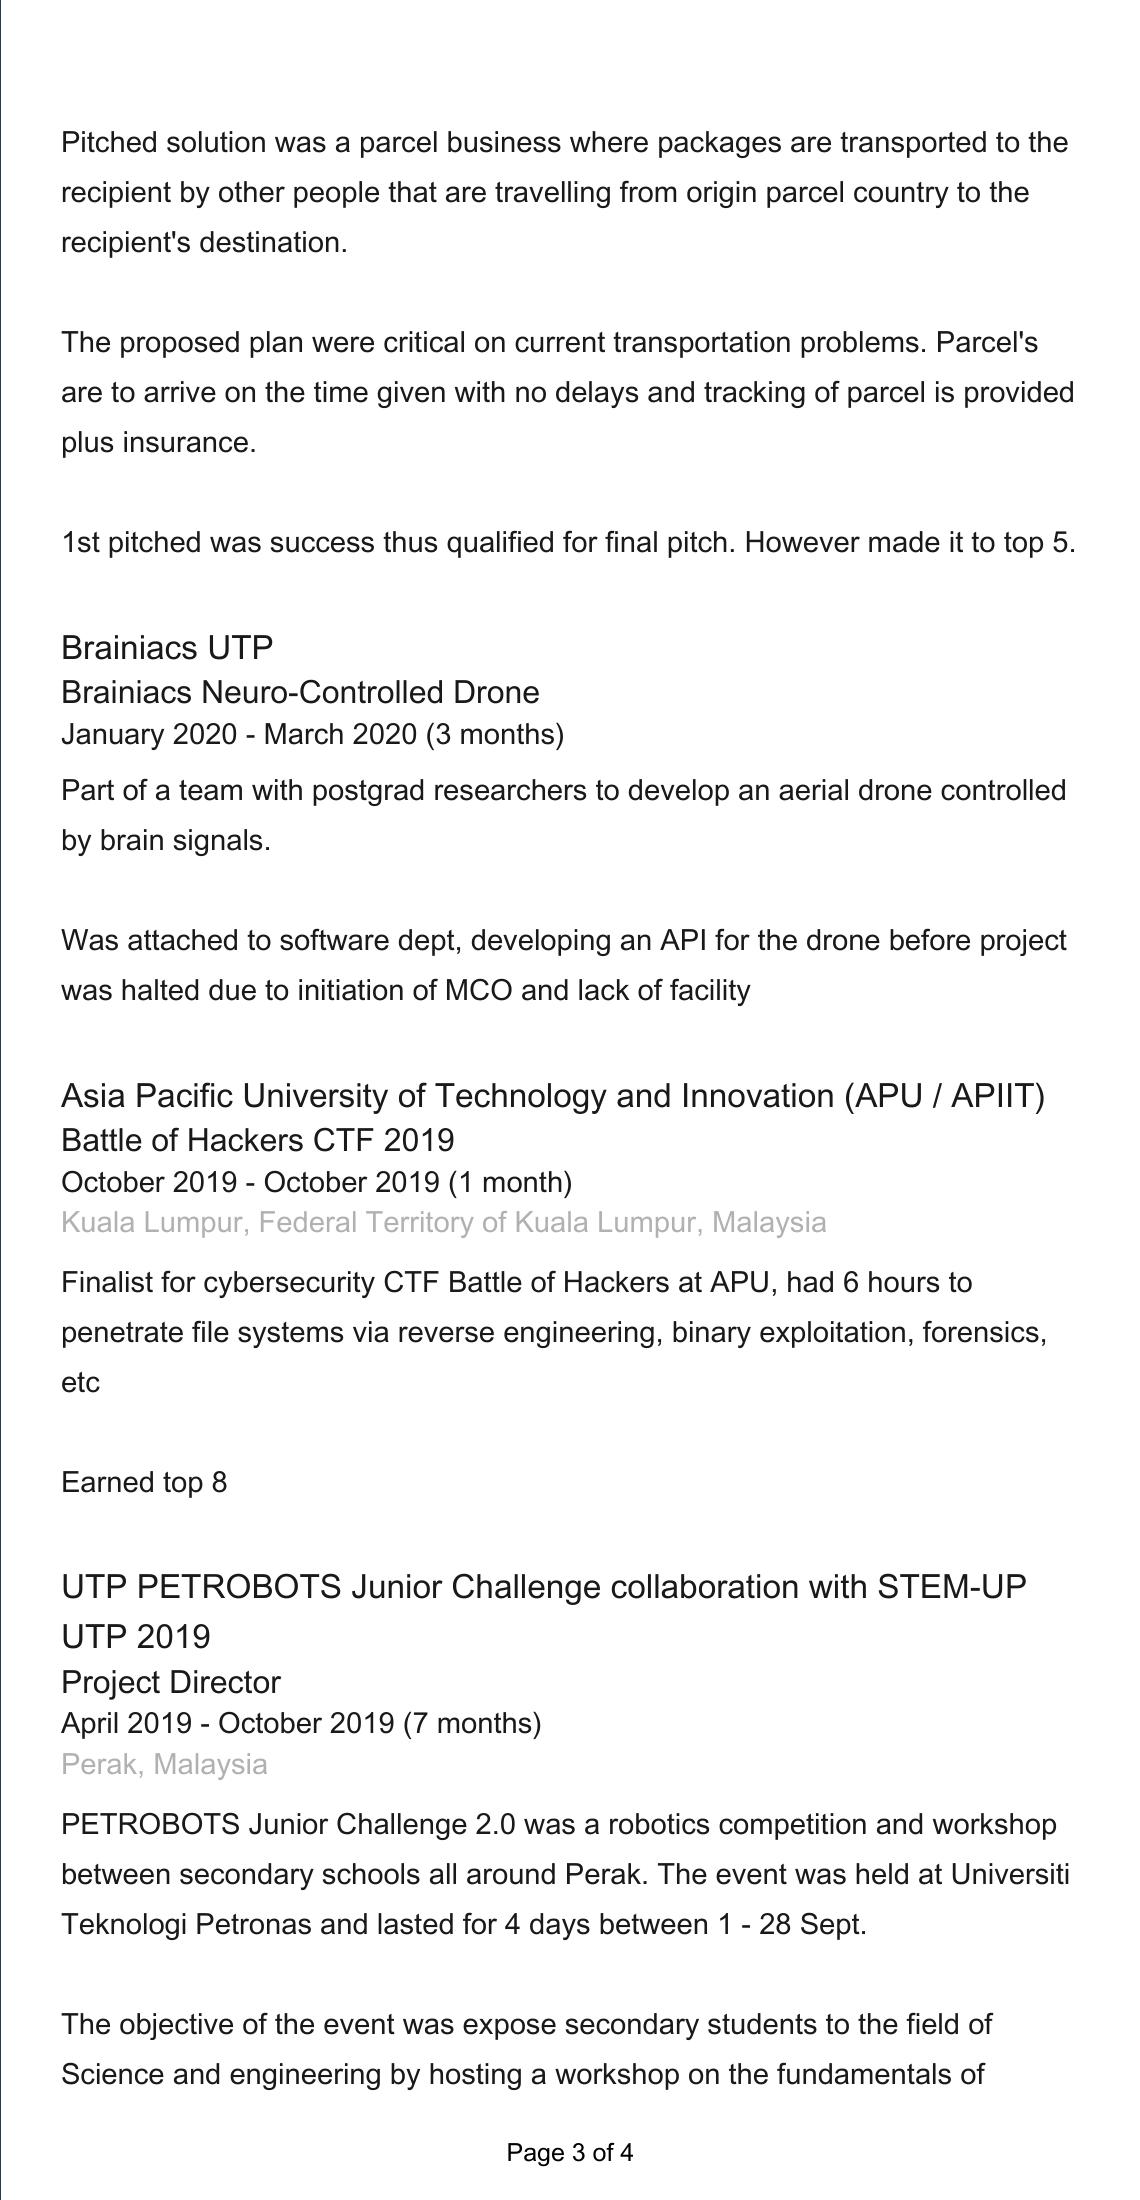 Pitched solution was a parcel business where packages are transported to the
recipient by other people that are travelling from origin parcel country to the
recipient's destination.
The proposed plan were critical on current transportation problems. Parcel's
are to arrive on the time given with no delays and tracking of parcel is provided
plus insurance.
1st pitched was success thus qualified for final pitch. However made it to top 5.
Brainiacs UTP
Brainiacs Neuro-Controlled Drone
January 2020 - March 2020 (3 months)
Part of a team with postgrad researchers to develop an aerial drone controlled
by brain signals.
Was attached to software dept, developing an API for the drone before project
was halted due to initiation of MCO and lack of facility
Asia Pacific University of Technology and Innovation (APU / APIIT)
Battle of Hackers CTF 2019
October 2019 - October 2019 (1 month)
Kuala Lumpur, Federal Territory of Kuala Lumpur, Malaysia
Finalist for cybersecurity CTF Battle of Hackers at APU, had 6 hours to
penetrate file systems via reverse engineering, binary exploitation, forensics,
etc
Earned top 8
UTP PETROBOTS Junior Challenge collaboration with STEM-UP
UTP 2019
Project Director
April 2019 - October 2019 (7 months)
Perak, Malaysia
PETROBOTS Junior Challenge 2.0 was a robotics competition and workshop
between secondary schools all around Perak. The event was held at Universiti
Teknologi Petronas and lasted for 4 days between 1 - 28 Sept.
The objective of the event was expose secondary students to the field of
Science and engineering by hosting a workshop on the fundamentals of
Page 3 of 4